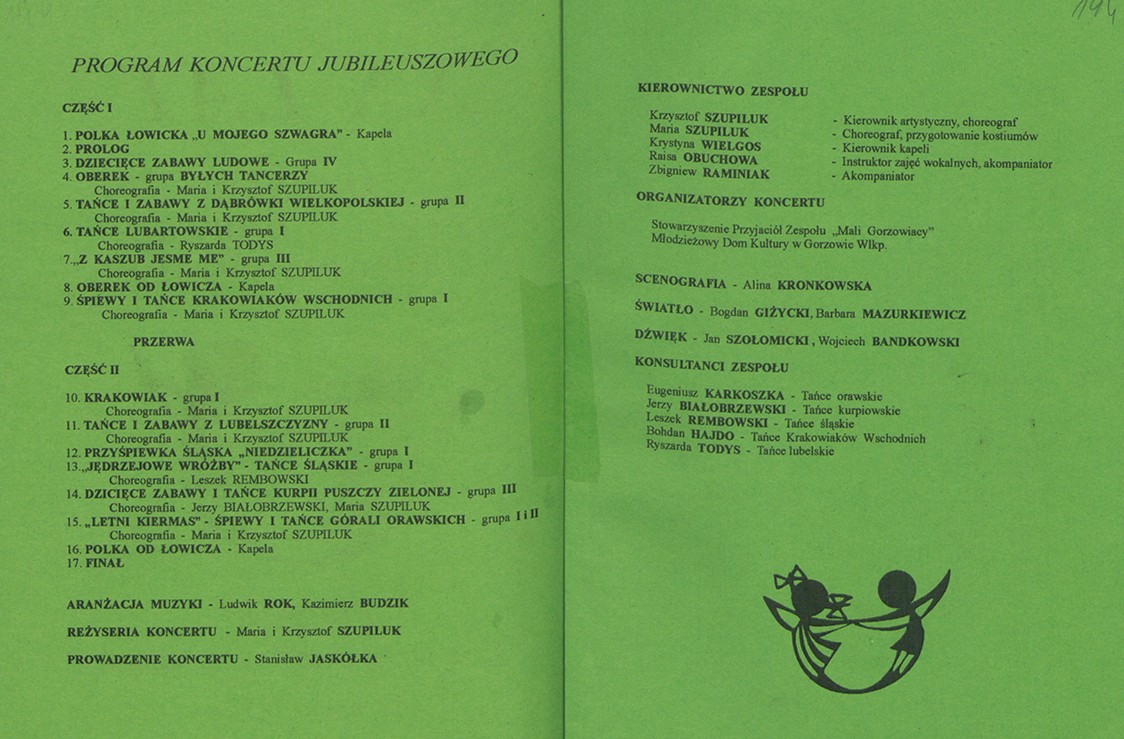 PROGRAM KONCERTU JUBILEUSZOWEGO
CZĘŚĆ I
1. POLKA ŁOWICKA „U MOJEGO SZWAGRA” - Kapela
2. PROLOG
3. DZIECIĘCE ZABAWY LUDOWE - Grupa IV
4. OBEREK - grupa BYŁYCH TANCERZY
Choreografia - Maria i Krzysztof SZUPILUK
5. TAŃCE I ZABAWY Z DĄBRÓWKI WIELKOPOLSKIEJ - grupa II
Choreografia - Maria i Krzysztof SZUPILUK
6. TAŃCE LUBARTOWSKIE - grupa I
Choreografia - Ryszarda TODYS
7.„Z KASZUB JESME ME” - grupa III
Choreografia - Maria i Krzysztof SZUPILUK
8. OBEREK OD ŁOWICZA - Kapela
9. ŚPIEWY I TAŃCE KRAKOWIAKÓW WSCHODNICH - grupa I
Choreografia - Maria i Krzysztof SZUPILUK
PRZERWA
CZĘŚĆ II
10. KRAKOWIAK - grupa I
Choreografia - Maria i Krzysztof SZUPILUK
11. TAŃCE I ZABAWY Z LUBELSZCZYZNY - grupa II
Choreografia - Maria i Krzysztof SZUPILUK
12. PRZYŚPIEWKA ŚLĄSKA „NIEDZIELICZKA” - grupa I
13.„JĘDRZEJOWE WRÓŻBY” - TAŃCE ŚLĄSKIE - grupa I
Choreografia - Leszek REMBOWSKI
14. DZICIĘCE ZABAWY I TAŃCE KURPII PUSZCZY ZIELONEJ - grupa III
Choreografia - Jerzy BIAŁOBRZEWSKI, Maria SZUPILUK
15. „LETNI KIERMAS” - ŚPIEWY I TAŃCE GÓRALI ORAWSKICH - grupa I i II
Choreografia - Maria i Krzysztof SZUPILUK
16. POLKA OD ŁOWICZA - Kapela
17. FINAŁ
ARANŻACJA MUZYKI - Ludwik ROK, Kazimierz BUDZIK
REŻYSERIA KONCERTU - Maria i Krzysztof SZUPILUK
PROWADZENIE KONCERTU - Stanisław JASKÓŁKA
194
KIEROWNICTWO ZESPOŁU
Krzysztof SZUPILUK - Kierownik artystyczny, choreograf
Maria SZUPILUK - Choreograf, przygotowanie kostiumów
Krystyna WIELGOS - Kierownik kapeli
Raisa OBUCHOWA - Instruktor zajęć wokalnych, akompaniator
Zbigniew RAMINIAK - Akompaniator
ORGANIZATORZY KONCERTU
Stowarzyszenie Przyjaciół Zespołu „Mali Gorzowiacy”
Młodzieżowy Dom Kultury w Gorzowie Wlkp.
SCENOGRAFIA - Alina KRONKOWSKA
ŚWIATŁO - Bogdan GIŻYCKI, Barbara MAZURKIEWICZ
DŹWIĘK - Jan SZOŁOMICKI, Wojciech BANDKOWSKI
KONSULTANCI ZESPOŁU
Eugeniusz KARKOSZKA - Tańce orawskie
Jerzy BIAŁOBRZEWSKI - Tańce kurpiowskie
Leszek REMBOWSKI - Tańce śląskie
Bohdan HAJDO - Tańce Krakowiaków Wschodnich
Ryszarda TODYS - Tańce lubelskie